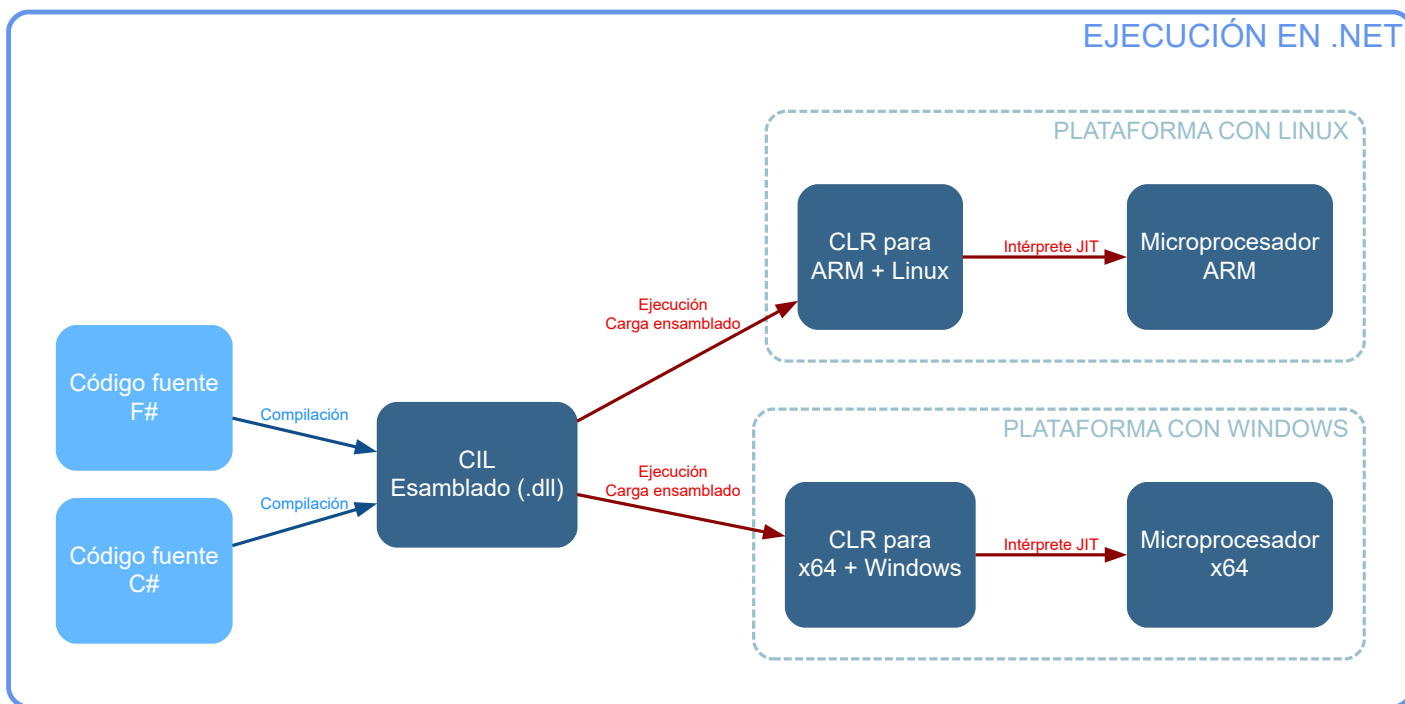 EJECUCIÓN EN .NET
PLATAFORMA CON LINUX
CLR para
ARM + Linux
Intérprete JIT
Microprocesador
ARM
Ejecución
Carga ensamblado
Código fuente
F#
Compilación
CIL
Esamblado (.dll)
Compilación
Código fuente
C#
PLATAFORMA CON WINDOWS
Ejecución
Carga ensamblado
CLR para
x64 + Windows
Intérprete JIT
Microprocesador
x64